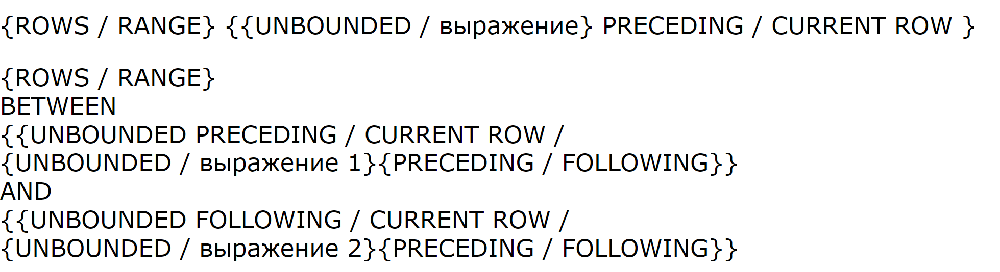 {ROWS / RANGE} {{UNBOUNDED / выражение} PRECEDING / CURRENT ROW }
{ROWS / RANGE}
BETWEEN
{{UNBOUNDED PRECEDING / CURRENT ROW /
{UNBOUNDED / выражение 1}{PRECEDING / FOLLOWING}}
AND
{{UNBOUNDED FOLLOWING / CURRENT ROW /
{UNBOUNDED / выражение 2}{PRECEDING / FOLLOWING}}